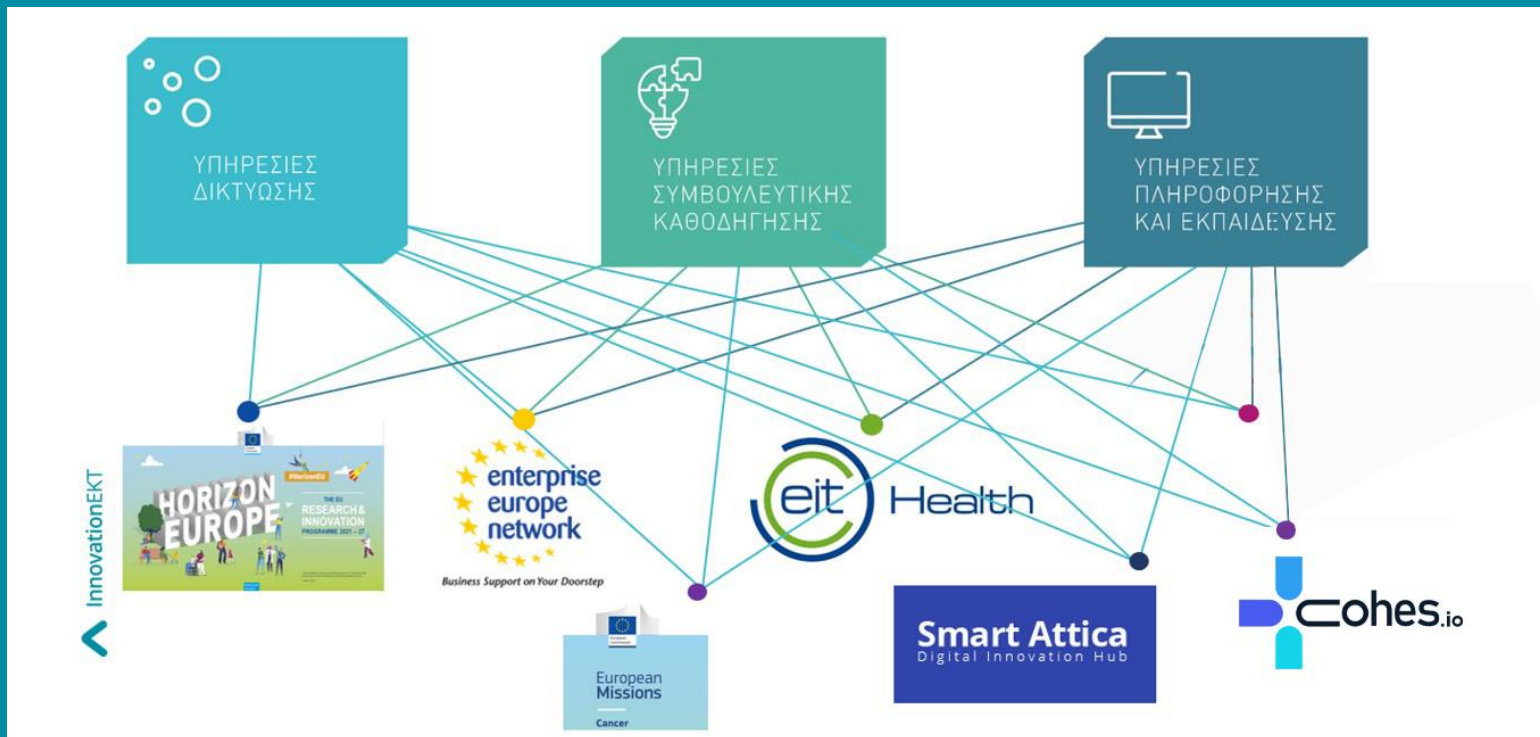 ΥΠΗΡΕΣΙΕΣ
ΔΙΚΤΥΩΣΗΣ
ΥΠΗΡΕΣΙΕΣ
ΣΥΜΒΟΥΛΕΥΤΙΚΗΣ
ΚΑΘΟΔΗΓΗΣΗΣ
ΥΠΗΡΕΣΙΕΣ
ΠΛΗΡΟΦΟΡΗΣΗΣ
ΚΑΙ ΕΚΠΑΙΔΕΥΣΗΣ
InnovationEKT
#HorizonEU
HORIZON
EUROPE
THE EU
RESEARCH &
INNOVATION
PROGRAMME 2021 – 27
enterprise
europe
network
Business Support on Your Doorstep
eit Health
European
Missions
Cancer
Smart Attica
Digital Innovation Hub
cohes.io